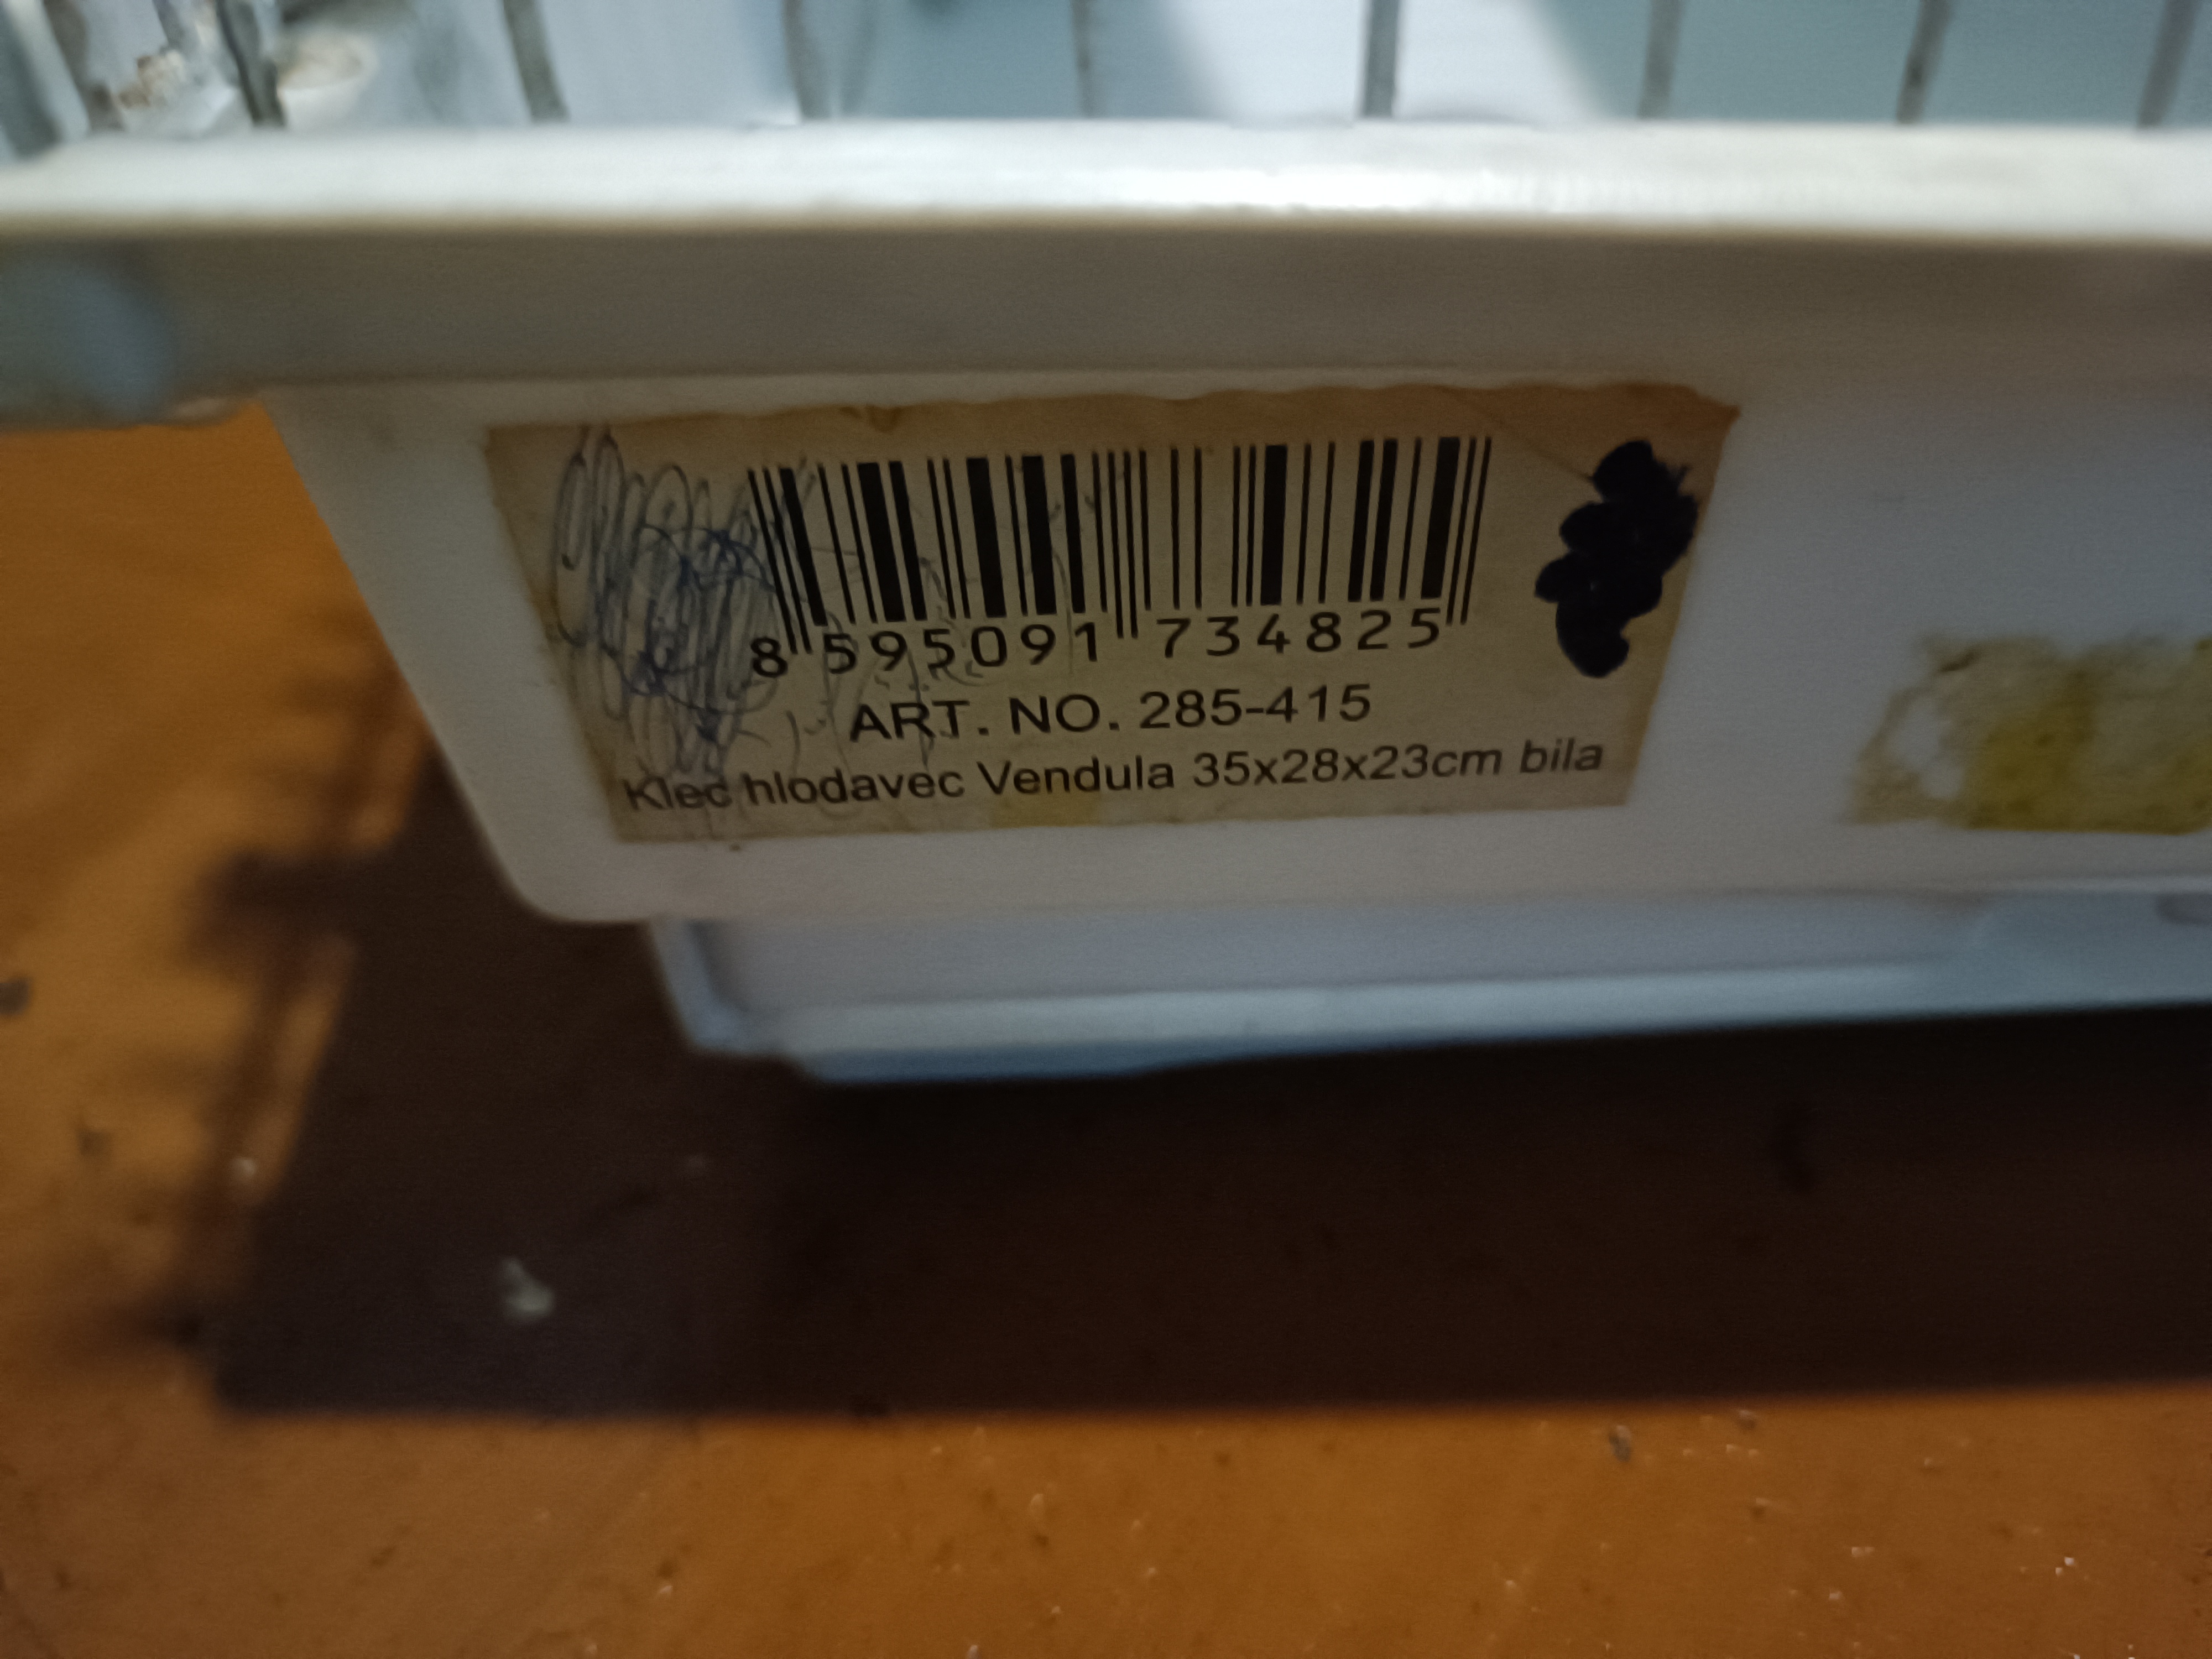 8 595091 734825
ART. NO. 285-415
Klec hlodavec Vendula 35x28x23cm bila